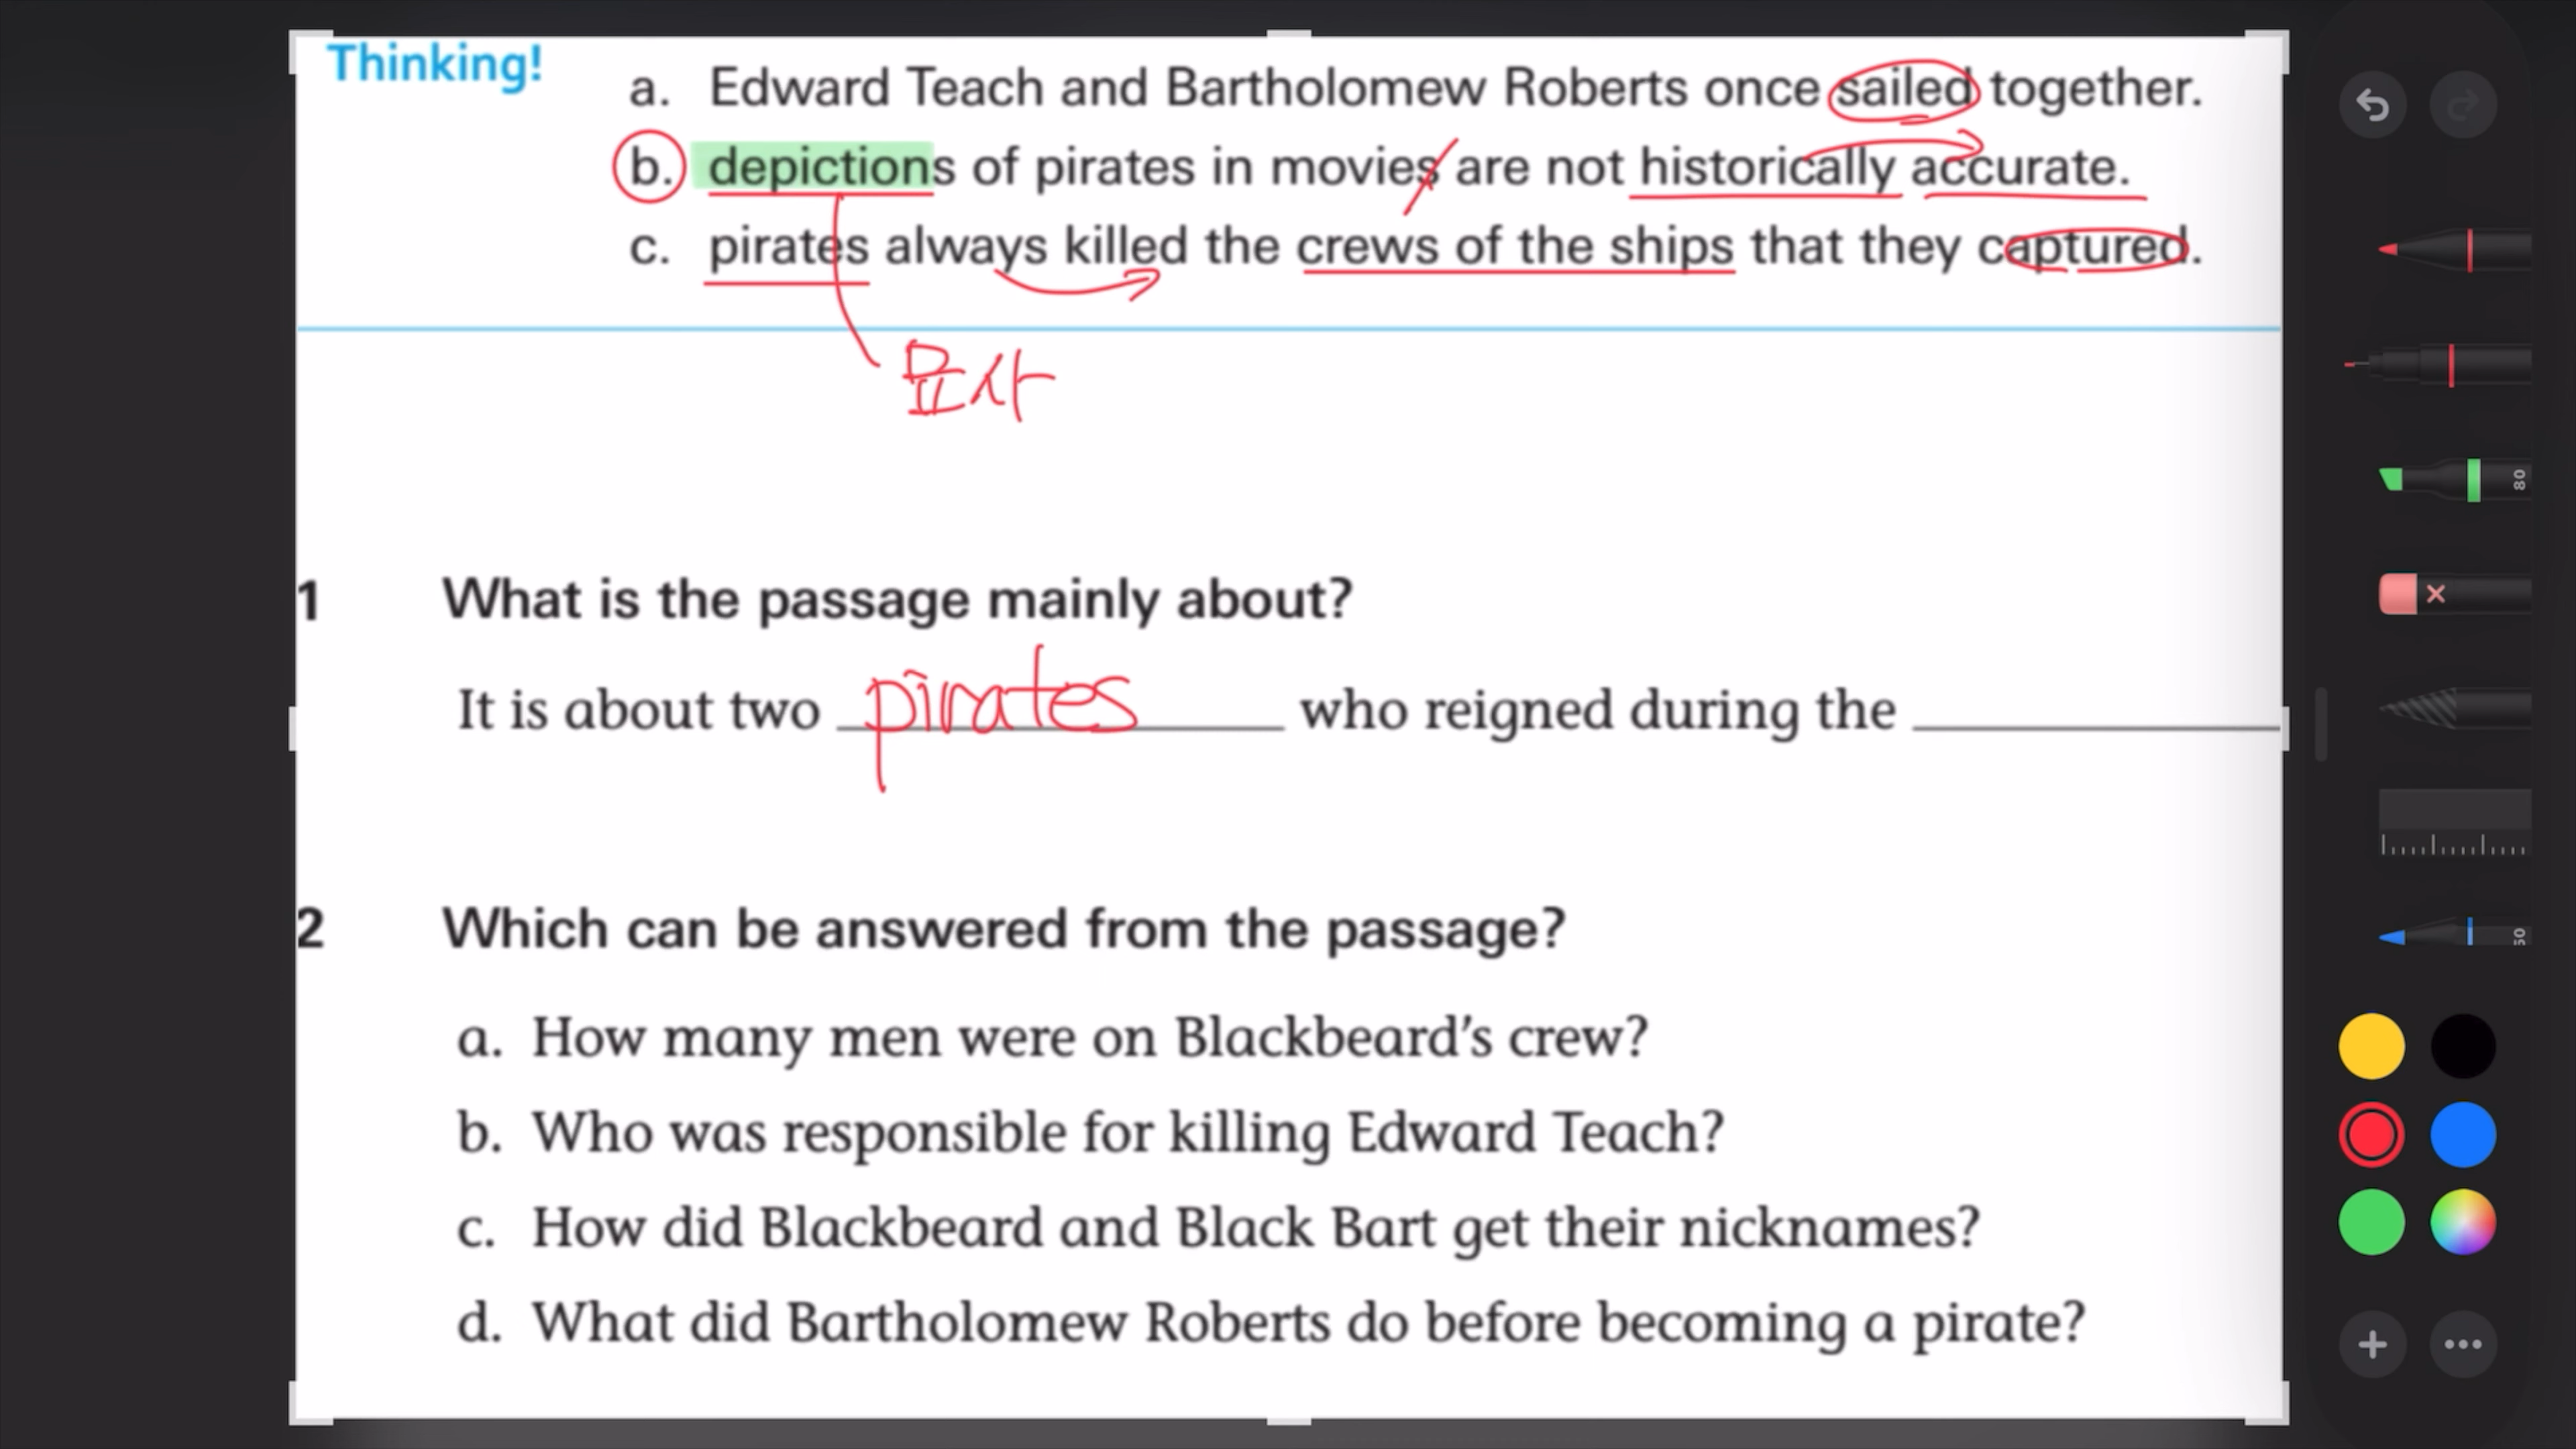 Thinking!
a. Edward Teach and Bartholomew Roberts once sailed together.
b. depictions of pirates in movies are not historically accurate.
c. pirates always killed the crews of the ships that they captured.
묘사
1 What is the passage mainly about?
It is about two pirates who reigned during the
2 Which can be answered from the passage?
a. How many men were on Blackbeard's crew?
b. Who was responsible for killing Edward Teach?
c. How did Blackbeard and Black Bart get their nicknames?
d. What did Bartholomew Roberts do before becoming a pirate?
80
50